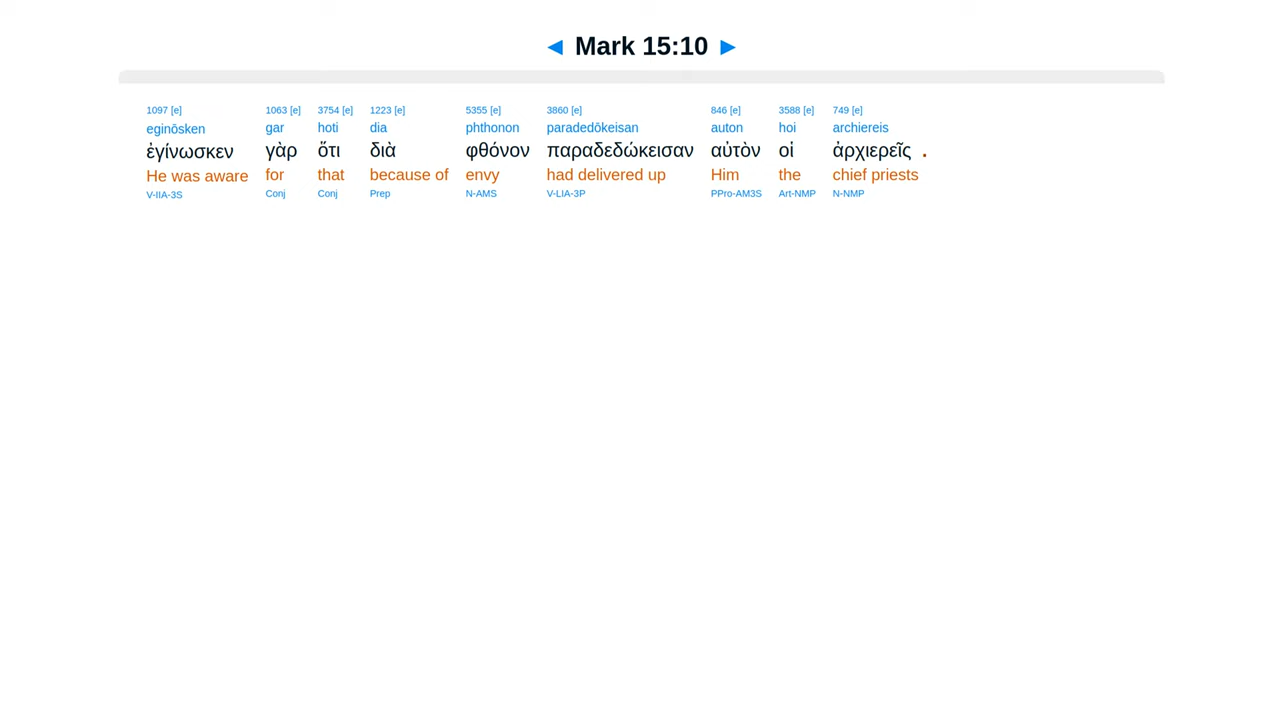 ◄ Mark 15:10 ►
1097 [e] 1063 [e] 3754 [e] 1223 [e] 5355 [e] 3860 [e] 846 [e] 3588 [e] 749 [e]
eginōsken gar hoti dia phthonon paradedōkeisan auton hoi archiereis
ἐγίνωσκεν γὰρ ὅτι διὰ φθόνον παραδεδώκεισαν αὐτὸν οἱ ἀρχιερεῖς .
He was aware for that because of envy had delivered up Him the chief priests
V-IIA-3S Conj Conj Prep N-AMS V-LIA-3P PPro-AM3S Art-NMP N-NMP